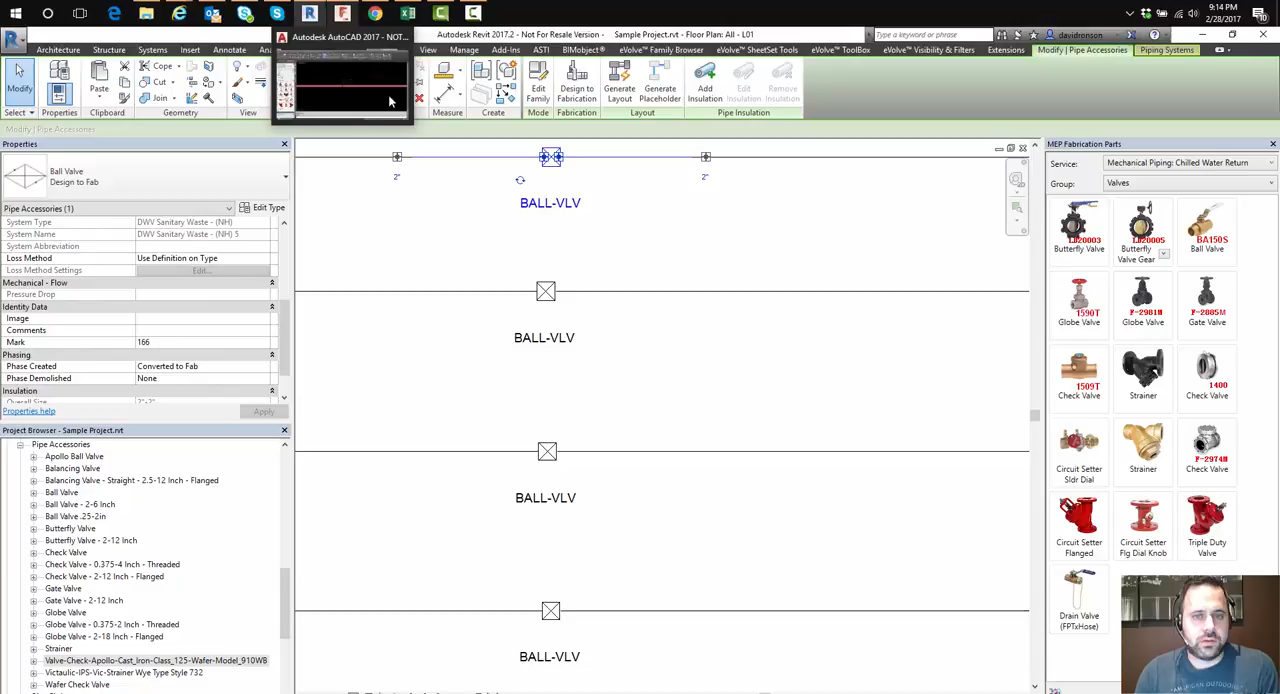 9:14 PM
2/28/2017
10
Autodesk AutoCAD 2017 - NOT...
Autodesk Revit 2017.2 - Not For Resale Version - Sample Project.rvt - Floor Plan: All - L01
Type a keyword or phrase
davidronson
Architecture Structure Systems Insert Annotate View Manage Add-Ins ASTI BIMobject® eVolve™ Family Browser eVolve™ SheetSet Tools eVolve™ ToolBox eVolve™ Visibility & Filters Extensions Modify | Pipe Accessories Piping Systems
Modify Paste Cope Cut Join Edit Family Design to Fabrication Generate Layout Generate Placeholder Add Insulation Edit Insulation Remove Insulation
Select Properties Clipboard Geometry View Measure Create Mode Fabrication Layout Pipe Insulation
Modify | Pipe Accessories
Properties
Ball Valve
Design to Fab
Pipe Accessories (1) Edit Type
System Type DWV Sanitary Waste - (NH)
System Name DWV Sanitary Waste - (NH) 5
System Abbreviation
Loss Method Use Definition on Type
Loss Method Settings Edit...
Mechanical - Flow
Pressure Drop
Identity Data
Image
Comments
Mark 166
Phasing
Phase Created Converted to Fab
Phase Demolished None
Insulation
Overall Size 2"-2"
Properties help Apply
Project Browser - Sample Project.rvt
Pipe Accessories
Apollo Ball Valve
Balancing Valve
Balancing Valve - Straight - 2.5-12 Inch - Flanged
Ball Valve
Ball Valve - 2-6 Inch
Ball Valve .25-2in
Butterfly Valve
Butterfly Valve - 2-12 Inch
Check Valve
Check Valve - 0.375-4 Inch - Threaded
Check Valve - 2-12 Inch - Flanged
Gate Valve
Gate Valve - 2-12 Inch
Globe Valve
Globe Valve - 0.375-2 Inch - Threaded
Globe Valve - 2-18 Inch - Flanged
Strainer
Valve-Check-Apollo-Cast_Iron-Class_125-Wafer-Model_910WB
Victaulic-IPS-Vic-Strainer Wye Type Style 732
Wafer Check Valve
2" 2"
BALL-VLV
BALL-VLV
BALL-VLV
BALL-VLV
MEP Fabrication Parts
Service: Mechanical Piping: Chilled Water Return
Group: Valves
LD20003 LD20005 BA150S
Butterfly Valve Butterfly Valve Gear Ball Valve
1590T F-2981M F-2885M
Globe Valve Globe Valve Gate Valve
1509T 1400
Check Valve Strainer Check Valve
F-2974M
Circuit Setter Sldr Dial Strainer Check Valve
Circuit Setter Flanged Circuit Setter Flg Dial Knob Triple Duty Valve
Drain Valve (FPTxHose)